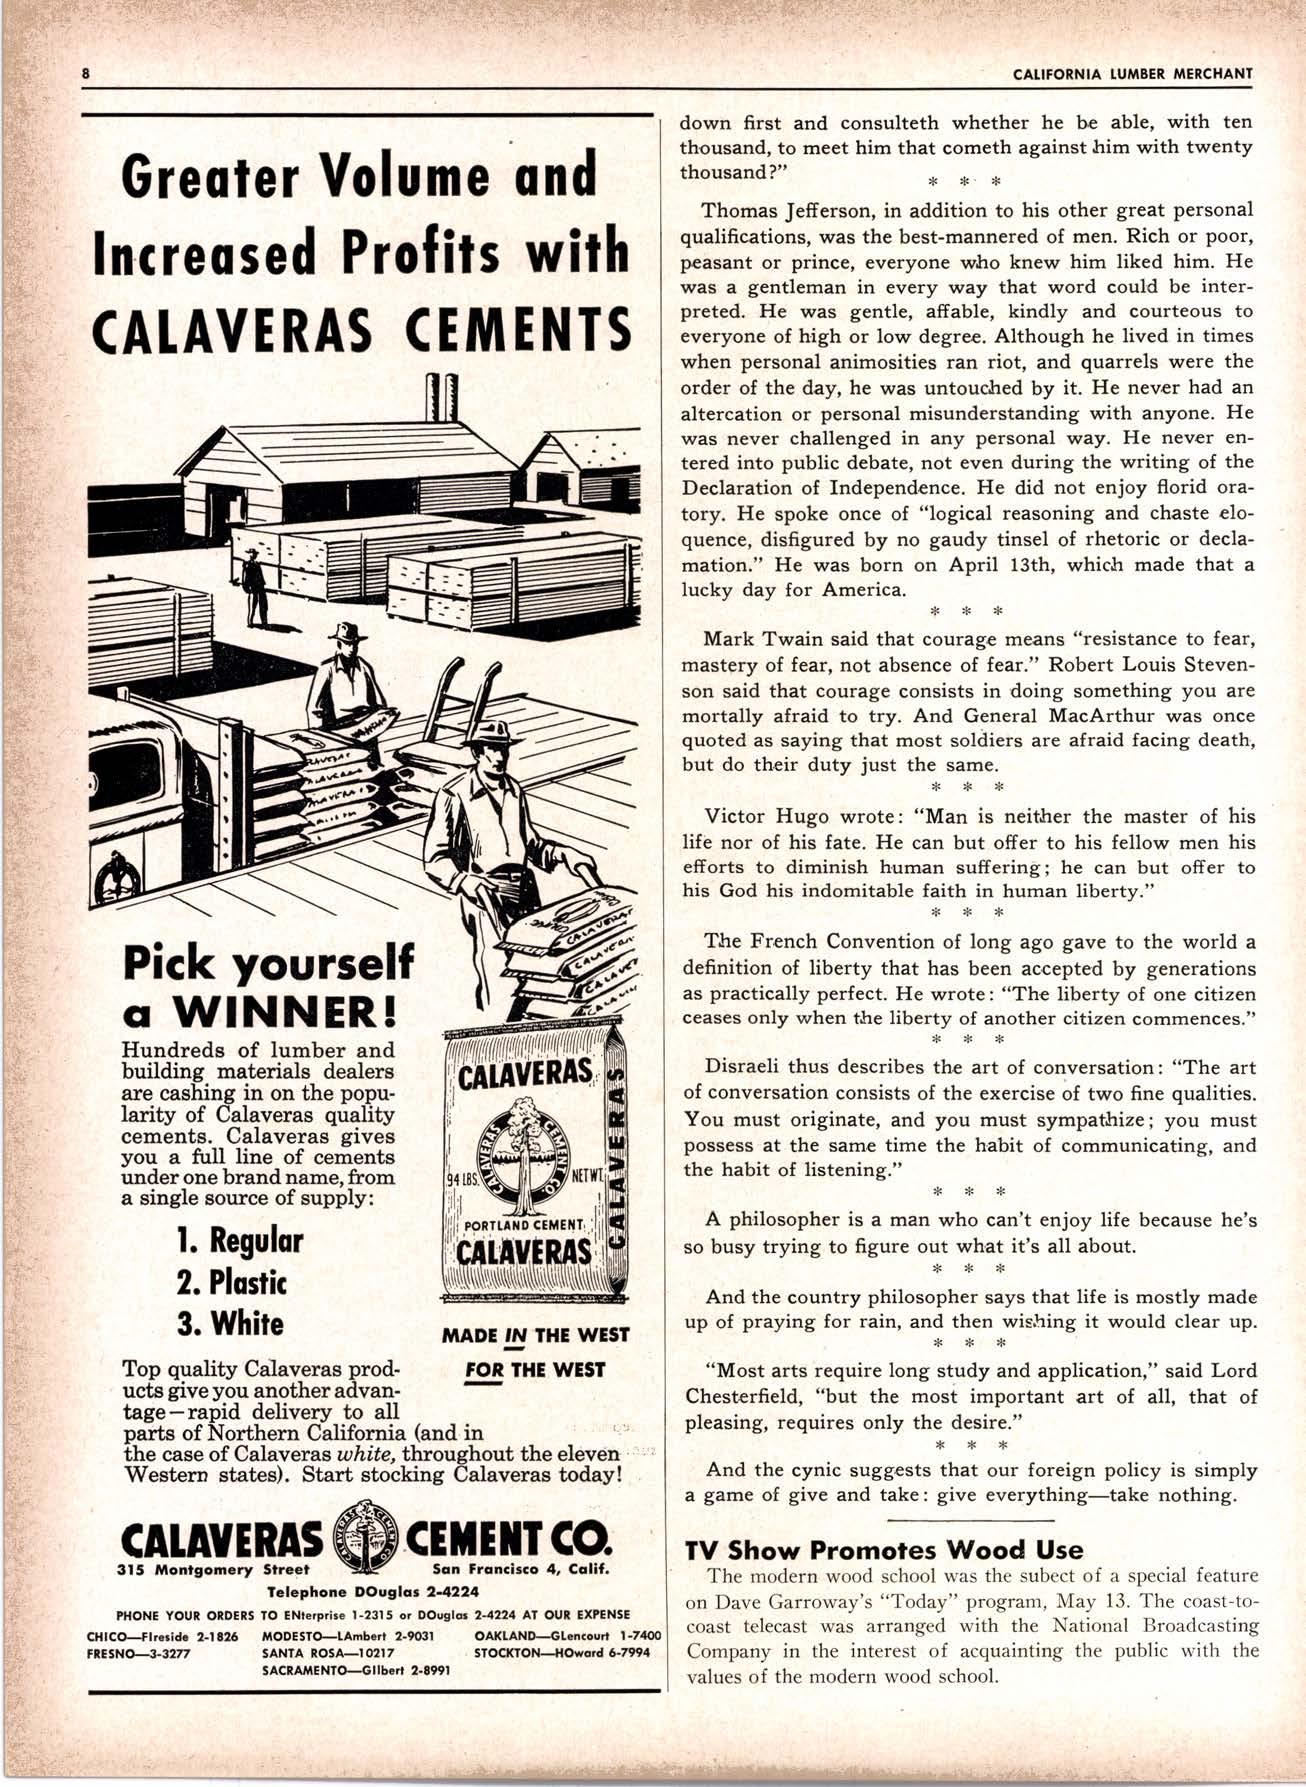 8
CALIFORNIA LUMBER MERCHANT
Greater Volume and
Increased Profits with
CALAVERAS CEMENTS
Pick yourself
a WINNER!
Hundreds of lumber and
building materials dealers
are cashing in on the popu-
larity of Calaveras quality
cements. Calaveras gives
you a full line of cements
under one brand name, from
a single source of supply:
1. Regular
2. Plastic
3. White
CALAVERAS
CALAVERAS
CALAVERAS CEMENT CO.
94 LBS. NET WT.
PORTLAND CEMENT
CALAVERAS
MADE IN THE WEST
FOR THE WEST
Top quality Calaveras prod-
ucts give you another advan-
tage—rapid delivery to all
parts of Northern California (and in
the case of Calaveras white, throughout the eleven
Western states). Start stocking Calaveras today!
CALAVERAS CEMENT CO.
315 Montgomery Street San Francisco 4, Calif.
Telephone DOuglas 2-4224
PHONE YOUR ORDERS TO ENterprise 1-2315 or DOuglas 2-4224 AT OUR EXPENSE
CHICO—FIreside 2-1826 MODESTO—LAmbert 2-9031 OAKLAND—GLencourt 1-7400
FRESNO—3-3277 SANTA ROSA—10217 STOCKTON—HOward 6-7994
SACRAMENTO—GIlbert 2-8991
down first and consulteth whether he be able, with ten
thousand, to meet him that cometh against him with twenty
thousand?”
* * *
Thomas Jefferson, in addition to his other great personal
qualifications, was the best-mannered of men. Rich or poor,
peasant or prince, everyone who knew him liked him. He
was a gentleman in every way that word could be inter-
preted. He was gentle, affable, kindly and courteous to
everyone of high or low degree. Although he lived in times
when personal animosities ran riot, and quarrels were the
order of the day, he was untouched by it. He never had an
altercation or personal misunderstanding with anyone. He
was never challenged in any personal way. He never en-
tered into public debate, not even during the writing of the
Declaration of Independence. He did not enjoy florid ora-
tory. He spoke once of “logical reasoning and chaste elo-
quence, disfigured by no gaudy tinsel of rhetoric or decla-
mation.” He was born on April 13th, which made that a
lucky day for America.
* * *
Mark Twain said that courage means “resistance to fear,
mastery of fear, not absence of fear.” Robert Louis Steven-
son said that courage consists in doing something you are
mortally afraid to try. And General MacArthur was once
quoted as saying that most soldiers are afraid facing death,
but do their duty just the same.
* * *
Victor Hugo wrote: “Man is neither the master of his
life nor of his fate. He can but offer to his fellow men his
efforts to diminish human suffering; he can but offer to
his God his indomitable faith in human liberty.”
* * *
The French Convention of long ago gave to the world a
definition of liberty that has been accepted by generations
as practically perfect. He wrote: “The liberty of one citizen
ceases only when the liberty of another citizen commences.”
* * *
Disraeli thus describes the art of conversation: “The art
of conversation consists of the exercise of two fine qualities.
You must originate, and you must sympathize; you must
possess at the same time the habit of communicating, and
the habit of listening.”
* * *
A philosopher is a man who can't enjoy life because he's
so busy trying to figure out what it's all about.
* * *
And the country philosopher says that life is mostly made
up of praying for rain, and then wishing it would clear up.
* * *
“Most arts require long study and application,” said Lord
Chesterfield, “but the most important art of all, that of
pleasing, requires only the desire.”
* * *
And the cynic suggests that our foreign policy is simply
a game of give and take: give everything—take nothing.
TV Show Promotes Wood Use
The modern wood school was the subect of a special feature
on Dave Garroway's “Today” program, May 13. The coast-to-
coast telecast was arranged with the National Broadcasting
Company in the interest of acquainting the public with the
values of the modern wood school.